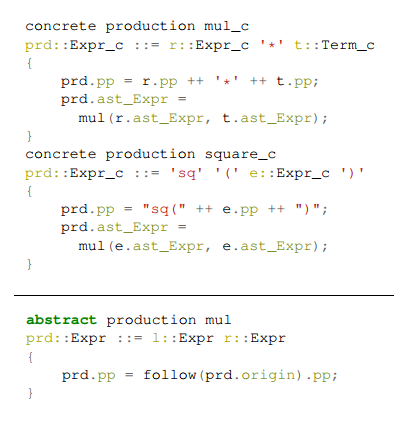 concrete production mul_c
prd::Expr_c ::= r::Expr_c '*' t::Term_c
{
prd.pp = r.pp ++ '*' ++ t.pp;
prd.ast_Expr =
mul(r.ast_Expr, t.ast_Expr);
}
concrete production square_c
prd::Expr_c ::= 'sq' '(' e::Expr_c ')'
{
prd.pp = "sq(" ++ e.pp ++ ")";
prd.ast_Expr =
mul(e.ast_Expr, e.ast_Expr);
}
abstract production mul
prd::Expr ::= l::Expr r::Expr
{
prd.pp = follow(prd.origin).pp;
}